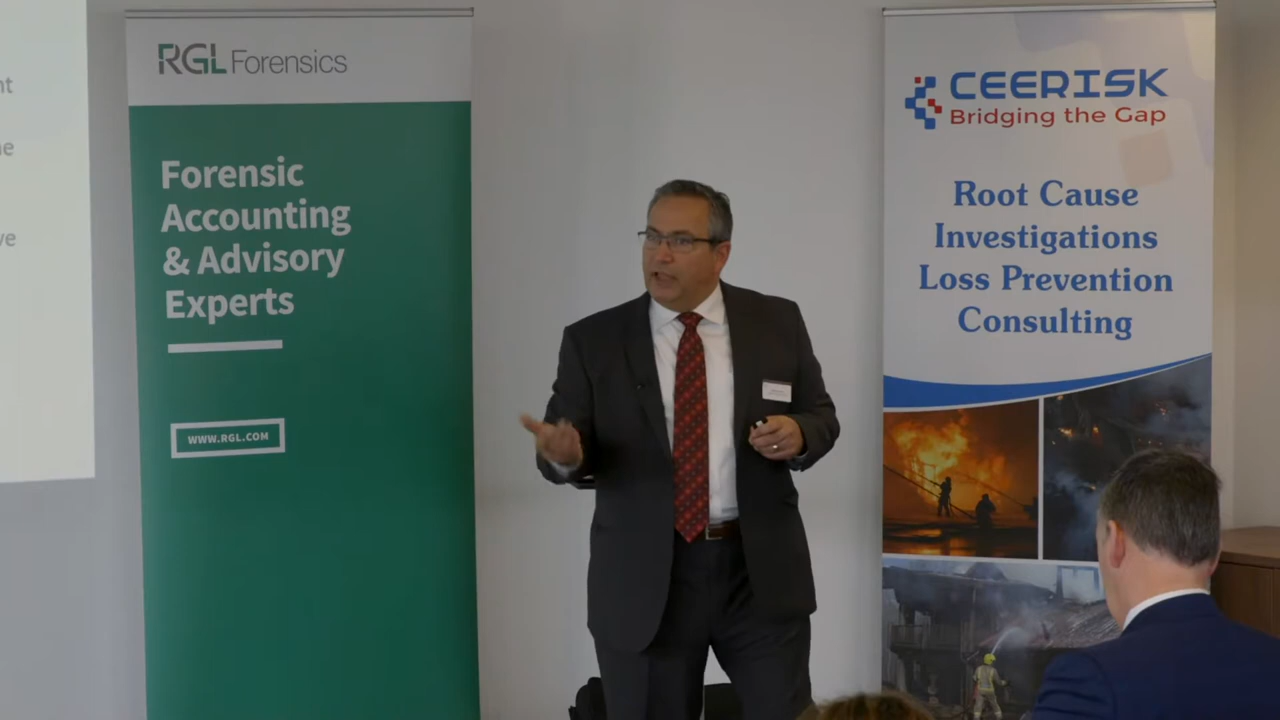 RGL Forensics
Forensic
Accounting
& Advisory
Experts
WWW.RGL.COM
CEERISK
Bridging the Gap
Root Cause
Investigations
Loss Prevention
Consulting